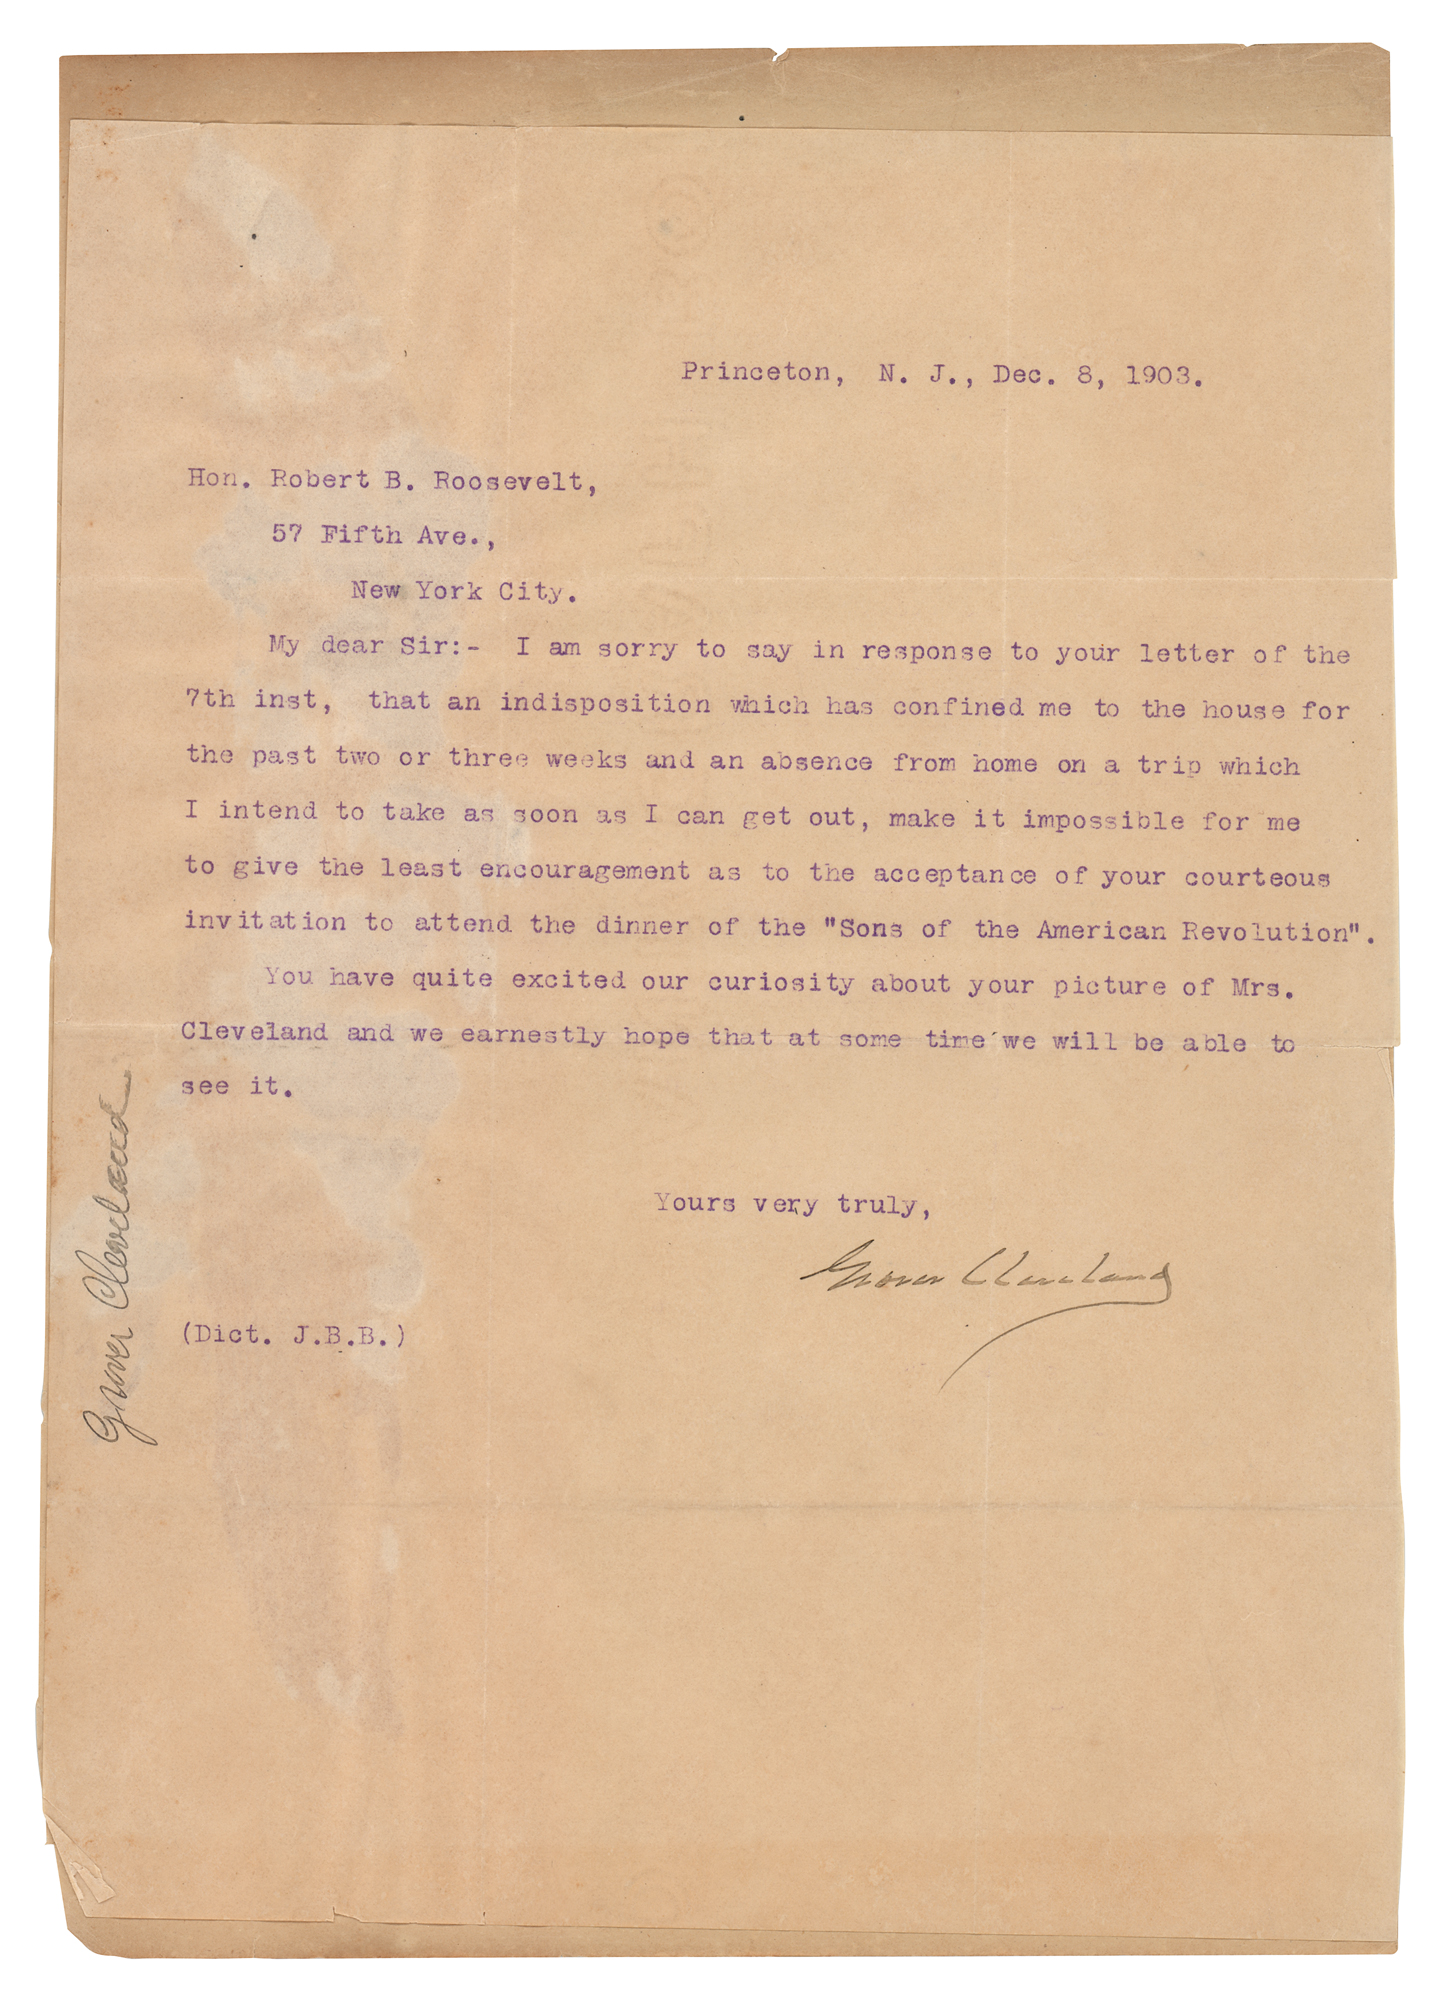 Princeton, N. J., Dec. 8, 1903.
Hon. Robert B. Roosevelt,
57 Fifth Ave.,
New York City.
My dear Sir:- I am sorry to say in response to your letter of the
7th inst, that an indisposition which has confined me to the house for
the past two or three weeks and an absence from home on a trip which
I intend to take as soon as I can get out, make it impossible for me
to give the least encouragement as to the acceptance of your courteous
invitation to attend the dinner of the "Sons of the American Revolution".
You have quite excited our curiosity about your picture of Mrs.
Cleveland and we earnestly hope that at some time we will be able to
see it.
Yours very truly,
Grover Cleveland
(Dict. J.B.B.)
Grover Cleveland